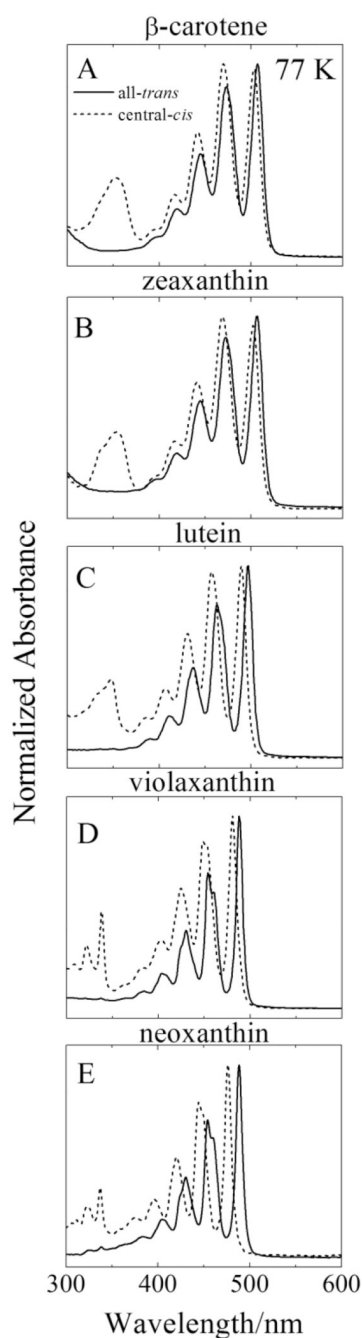 β-carotene
A
77 K
all-trans
central-cis
zeaxanthin
B
lutein
C
violaxanthin
D
neoxanthin
E
Normalized Absorbance
300 400 500 600
Wavelength/nm